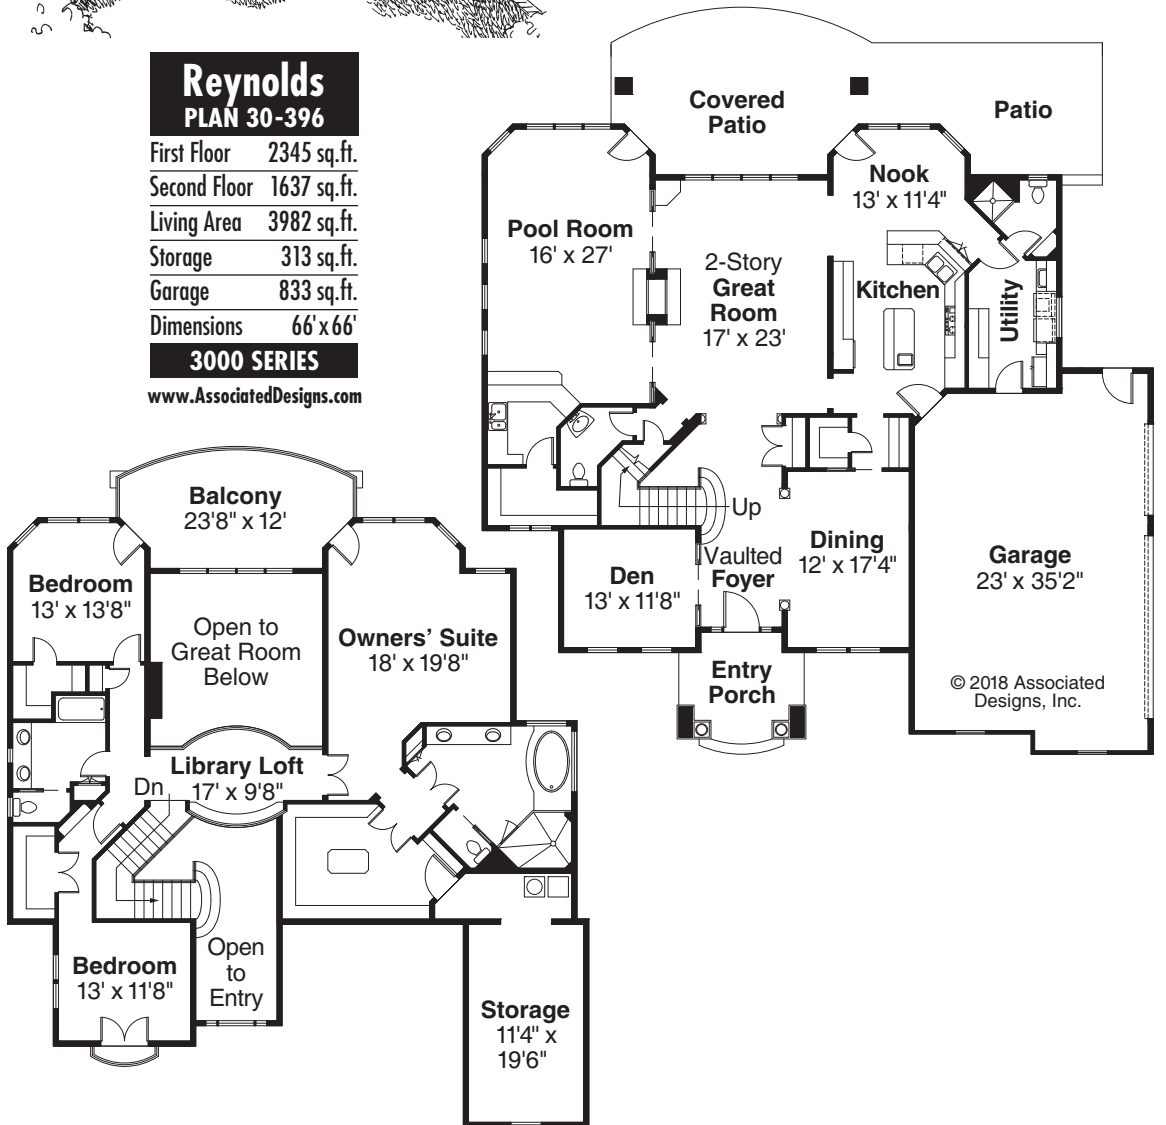 Reynolds
PLAN 30-396
First Floor 2345 sq.ft.
Second Floor 1637 sq.ft.
Living Area 3982 sq.ft.
Storage 313 sq.ft.
Garage 833 sq.ft.
Dimensions 66'x66'
3000 SERIES
www.AssociatedDesigns.com
Covered
Patio
Patio
Nook
13' x 11'4"
Pool Room
16' x 27'
2-Story
Great
Room
17' x 23'
Kitchen
Utility
Up
Vaulted
Foyer
Dining
12' x 17'4"
Den
13' x 11'8"
Garage
23' x 35'2"
Entry
Porch
© 2018 Associated
Designs, Inc.
Balcony
23'8" x 12'
Bedroom
13' x 13'8"
Open to
Great Room
Below
Owners’ Suite
18' x 19'8"
Library Loft
17' x 9'8"
Dn
Open
to
Entry
Bedroom
13' x 11'8"
Storage
11'4" x
19'6"